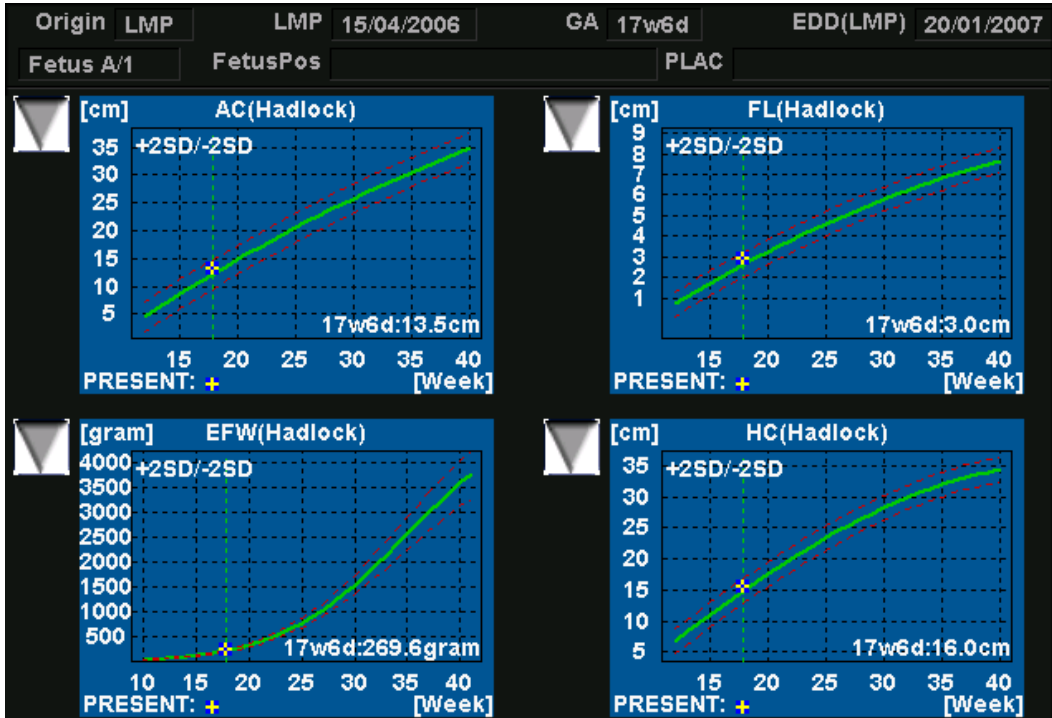 Origin LMP LMP 15/04/2006 GA 17w6d EDD(LMP) 20/01/2007
Fetus A/1 FetusPos PLAC
[cm] AC(Hadlock)
+2SD/-2SD
35
30
25
20
15
10
5
17w6d:13.5cm
15 20 25 30 35 40
PRESENT: + [Week]
[cm] FL(Hadlock)
+2SD/-2SD
9
8
7
6
5
4
3
2
1
17w6d:3.0cm
15 20 25 30 35 40
PRESENT: + [Week]
[gram] EFW(Hadlock)
+2SD/-2SD
4000
3500
3000
2500
2000
1500
1000
500
17w6d:269.6gram
10 15 20 25 30 35 40
PRESENT: + [Week]
[cm] HC(Hadlock)
+2SD/-2SD
35
30
25
20
15
10
5
17w6d:16.0cm
15 20 25 30 35 40
PRESENT: + [Week]